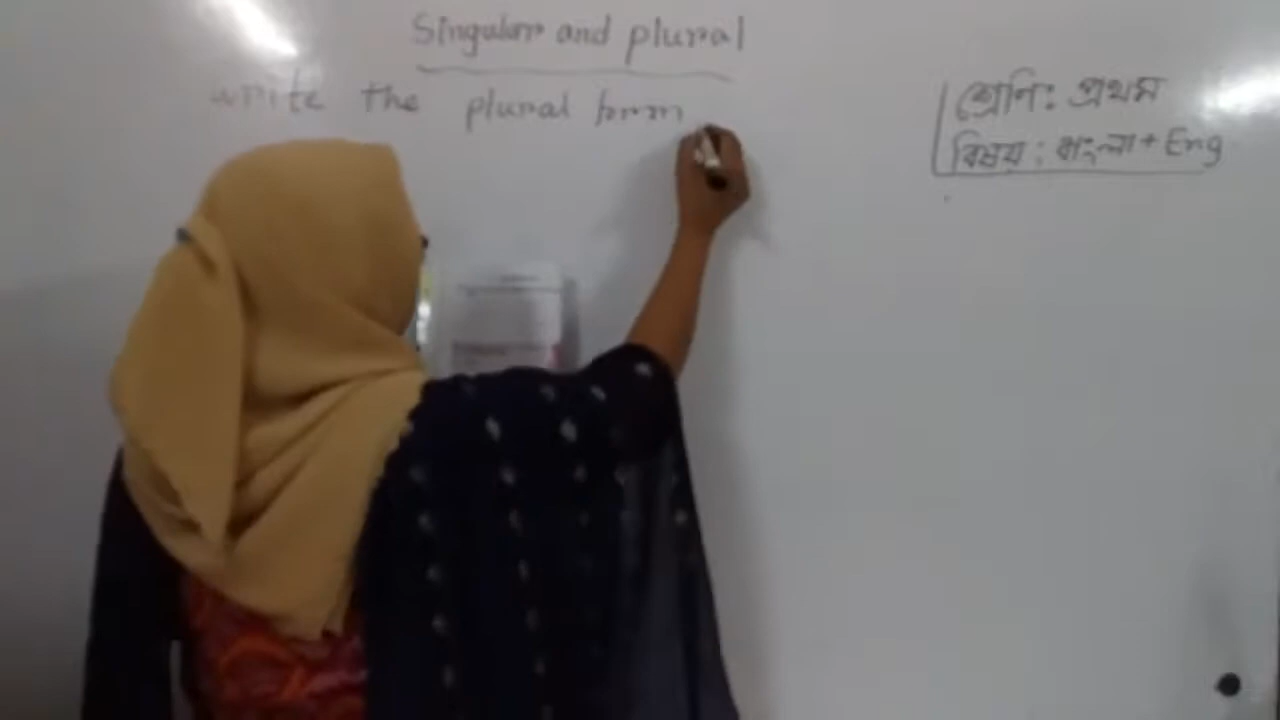 Singular and plural
write the plural form
শ্রেণি: প্রথম
বিষয়: বাংলা + Eng